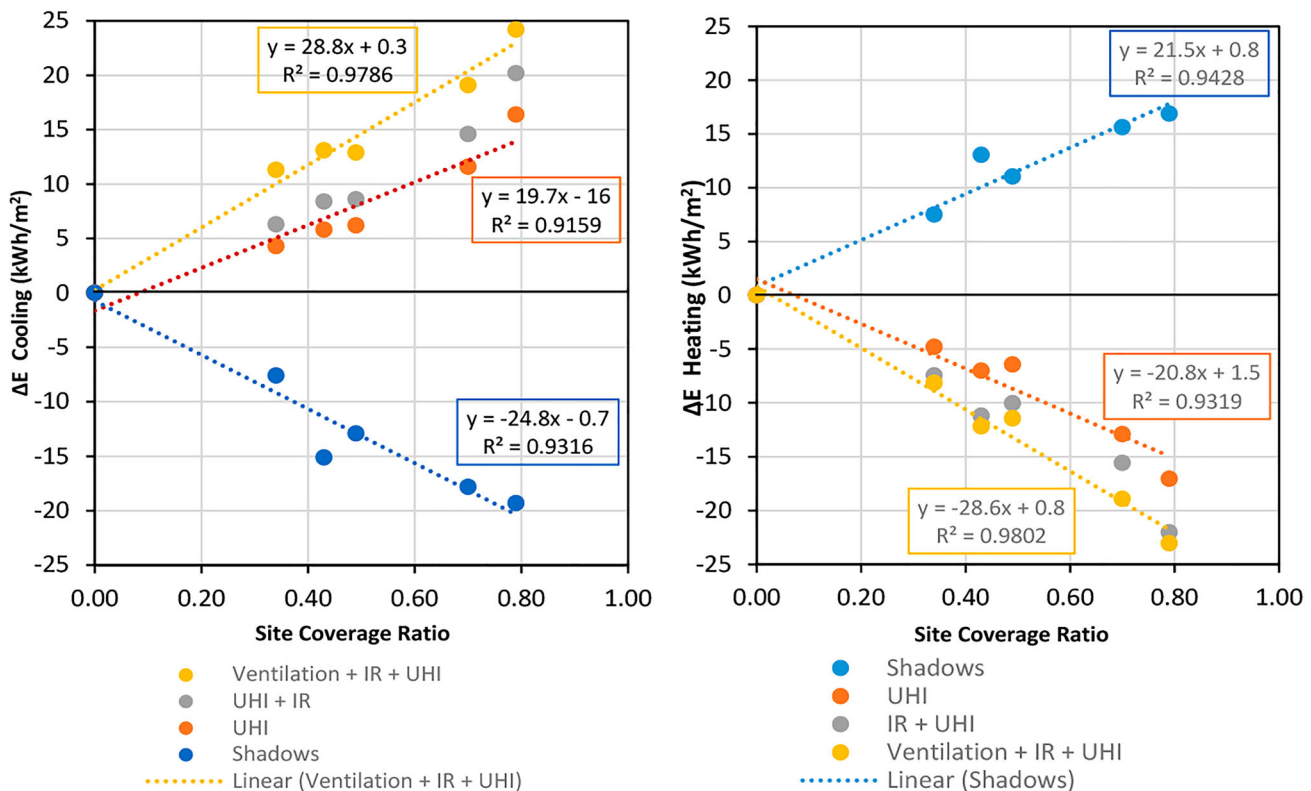 25
20
15
10
5
0
-5
-10
-15
-20
-25
ΔE Cooling (kWh/m²)
y = 28.8x + 0.3
R² = 0.9786
y = 19.7x - 16
R² = 0.9159
y = -24.8x - 0.7
R² = 0.9316
0.00 0.20 0.40 0.60 0.80 1.00
Site Coverage Ratio
Ventilation + IR + UHI
UHI + IR
UHI
Shadows
Linear (Ventilation + IR + UHI)
25
20
15
10
5
0
-5
-10
-15
-20
-25
ΔE Heating (kWh/m²)
y = 21.5x + 0.8
R² = 0.9428
y = -20.8x + 1.5
R² = 0.9319
y = -28.6x + 0.8
R² = 0.9802
0.00 0.20 0.40 0.60 0.80 1.00
Site Coverage Ratio
Shadows
UHI
IR + UHI
Ventilation + IR + UHI
Linear (Shadows)